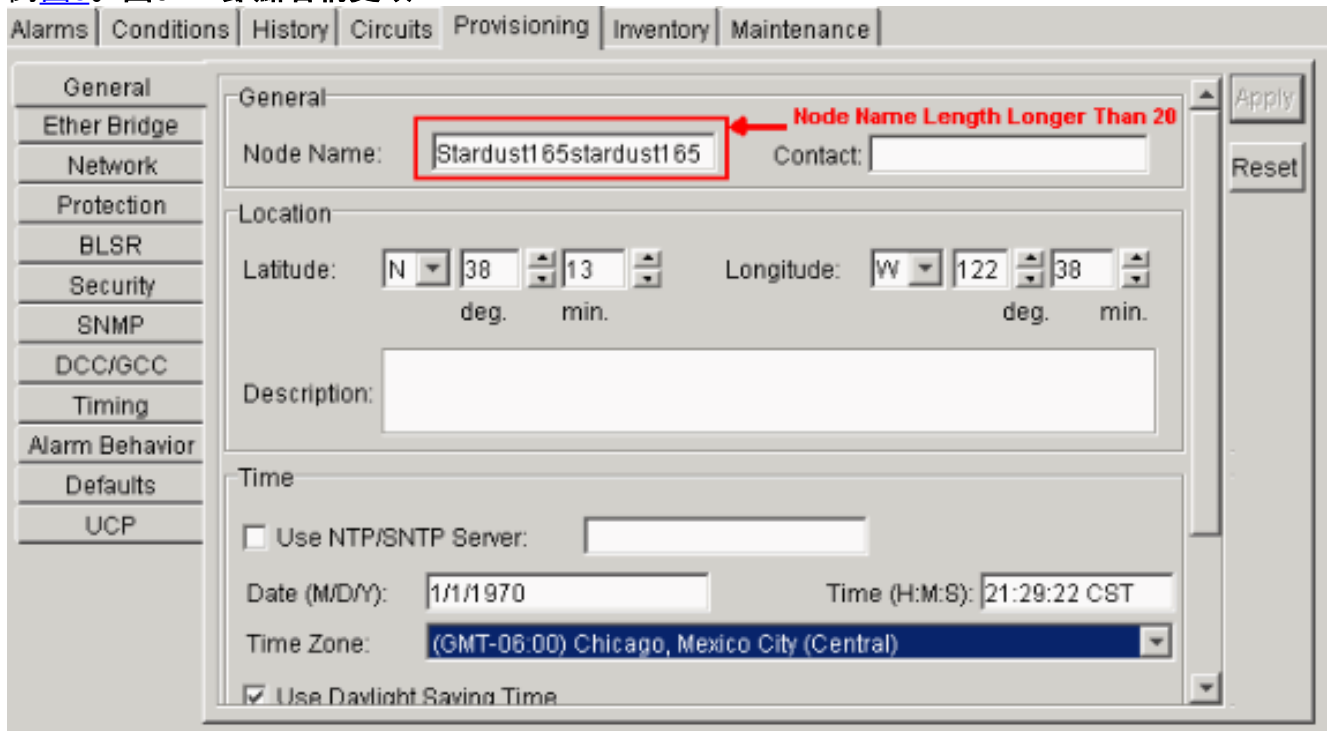 Alarms Conditions History Circuits Provisioning Inventory Maintenance
General
Ether Bridge
Network
Protection
BLSR
Security
SNMP
DCC/GCC
Timing
Alarm Behavior
Defaults
UCP
General
Node Name Length Longer Than 20
Node Name: Stardust165stardust165 Contact:
Location
Latitude: N 38 13 Longitude: W 122 38
deg. min. deg. min.
Description:
Time
Use NTP/SNTP Server:
Date (M/D/Y): 1/1/1970 Time (H:M:S): 21:29:22 CST
Time Zone: (GMT-06:00) Chicago, Mexico City (Central)
Use Daylight Saving Time
Apply
Reset